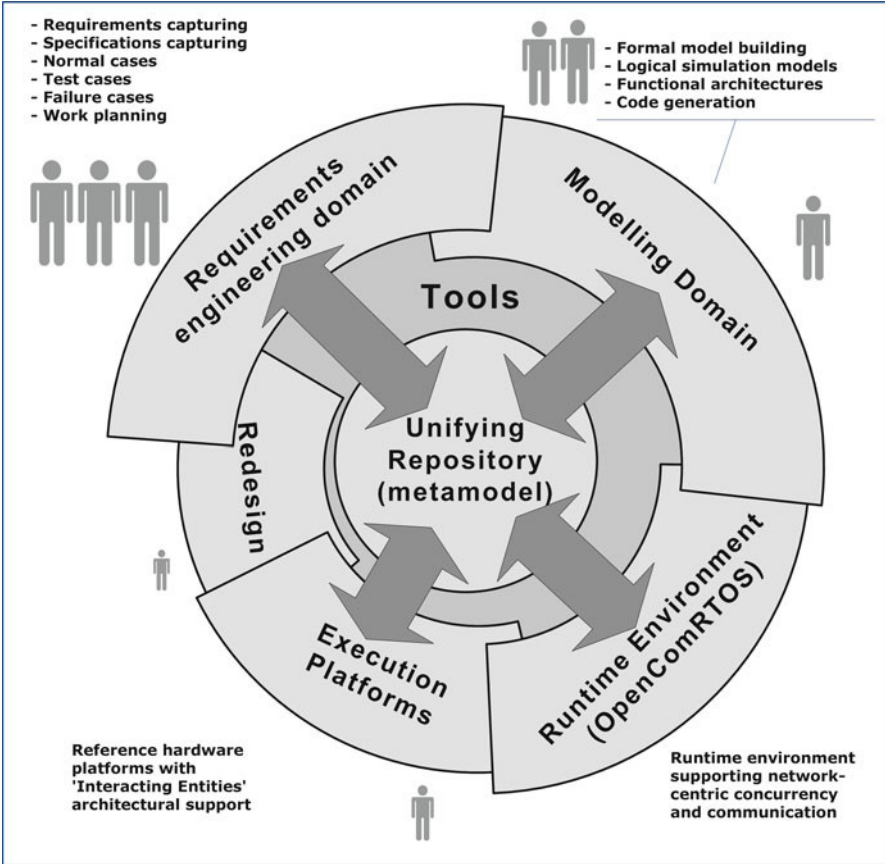 - Requirements capturing
- Specifications capturing
- Normal cases
- Test cases
- Failure cases
- Work planning
- Formal model building
- Logical simulation models
- Functional architectures
- Code generation
Requirements
engineering domain
Modelling Domain
Tools
Unifying
Repository
(metamodel)
Redesign
Execution
Platforms
Runtime Environment
(OpenComRTOS)
Reference hardware
platforms with
'Interacting Entities'
architectural support
Runtime environment
supporting network-
centric concurrency
and communication